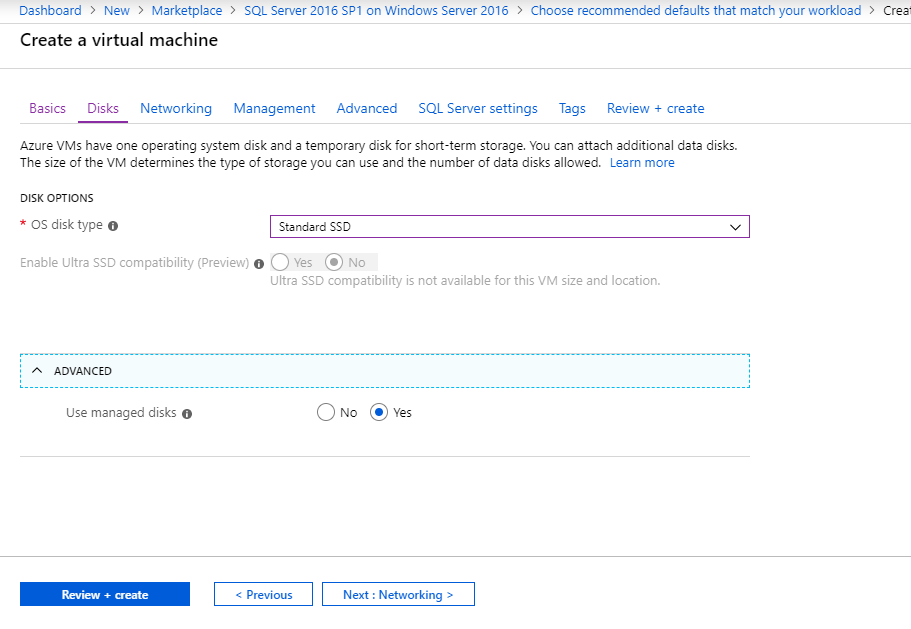 Dashboard > New > Marketplace > SQL Server 2016 SP1 on Windows Server 2016 > Choose recommended defaults that match your workload >
Create a virtual machine
Basics Disks Networking Management Advanced SQL Server settings Tags Review + create
Azure VMs have one operating system disk and a temporary disk for short-term storage. You can attach additional data disks.
The size of the VM determines the type of storage you can use and the number of data disks allowed. Learn more
DISK OPTIONS
* OS disk type Standard SSD
Enable Ultra SSD compatibility (Preview) Yes No
Ultra SSD compatibility is not available for this VM size and location.
ADVANCED
Use managed disks No Yes
Review + create < Previous Next : Networking >